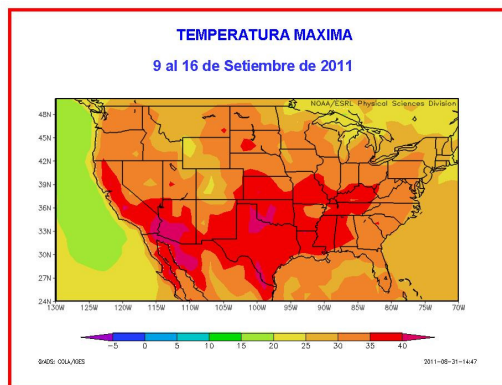 TEMPERATURA MAXIMA
9 al 16 de Setiembre de 2011
NOAA/ESRL Physical Sciences Division
48N
45N
42N
39N
36N
33N
30N
27N
24N
130W 125W 120W 115W 110W 105W 100W 95W 90W 85W 80W 75W 70W
-5 0 5 10 15 20 25 30 35 40
GrADS: COLA/IGES 2011-08-31-14:47